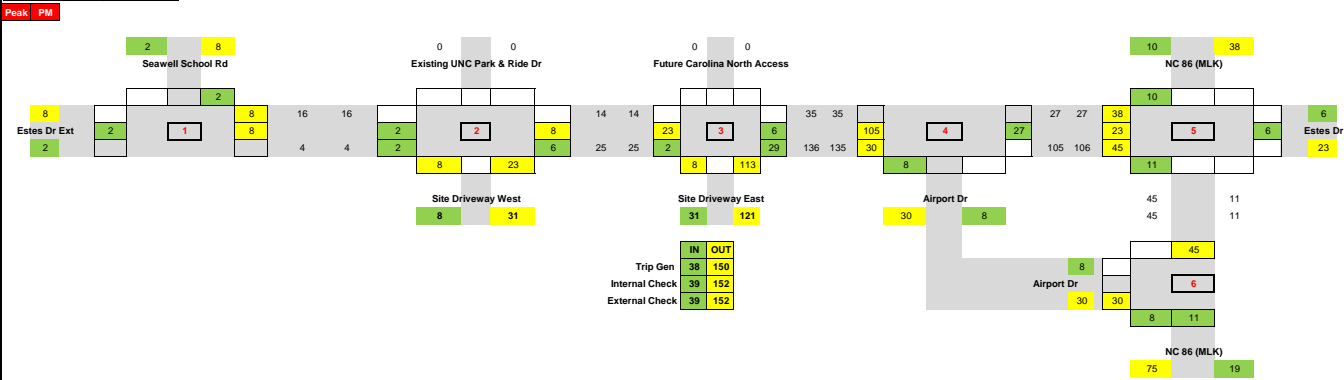 Peak PM
2 8 0 0 0 0 10 38
Seawell School Rd Existing UNC Park & Ride Dr Future Carolina North Access NC 86 (MLK)
2 10
8 8 16 16 14 14 23 6 35 35 105 27 27 38 6
Estes Dr Ext 2 1 8 2 2 8 23 3 6 105 4 27 23 5 6 Estes Dr
2 4 4 2 6 25 25 2 29 136 135 30 105 106 45 23
8 23 8 113 8 11
Site Driveway West Site Driveway East Airport Dr 45 11
8 31 31 121 30 8 45 11
IN OUT 45
Trip Gen 38 150 8
Internal Check 39 152 Airport Dr 6
External Check 39 152 30 30
8 11
NC 86 (MLK)
75 19